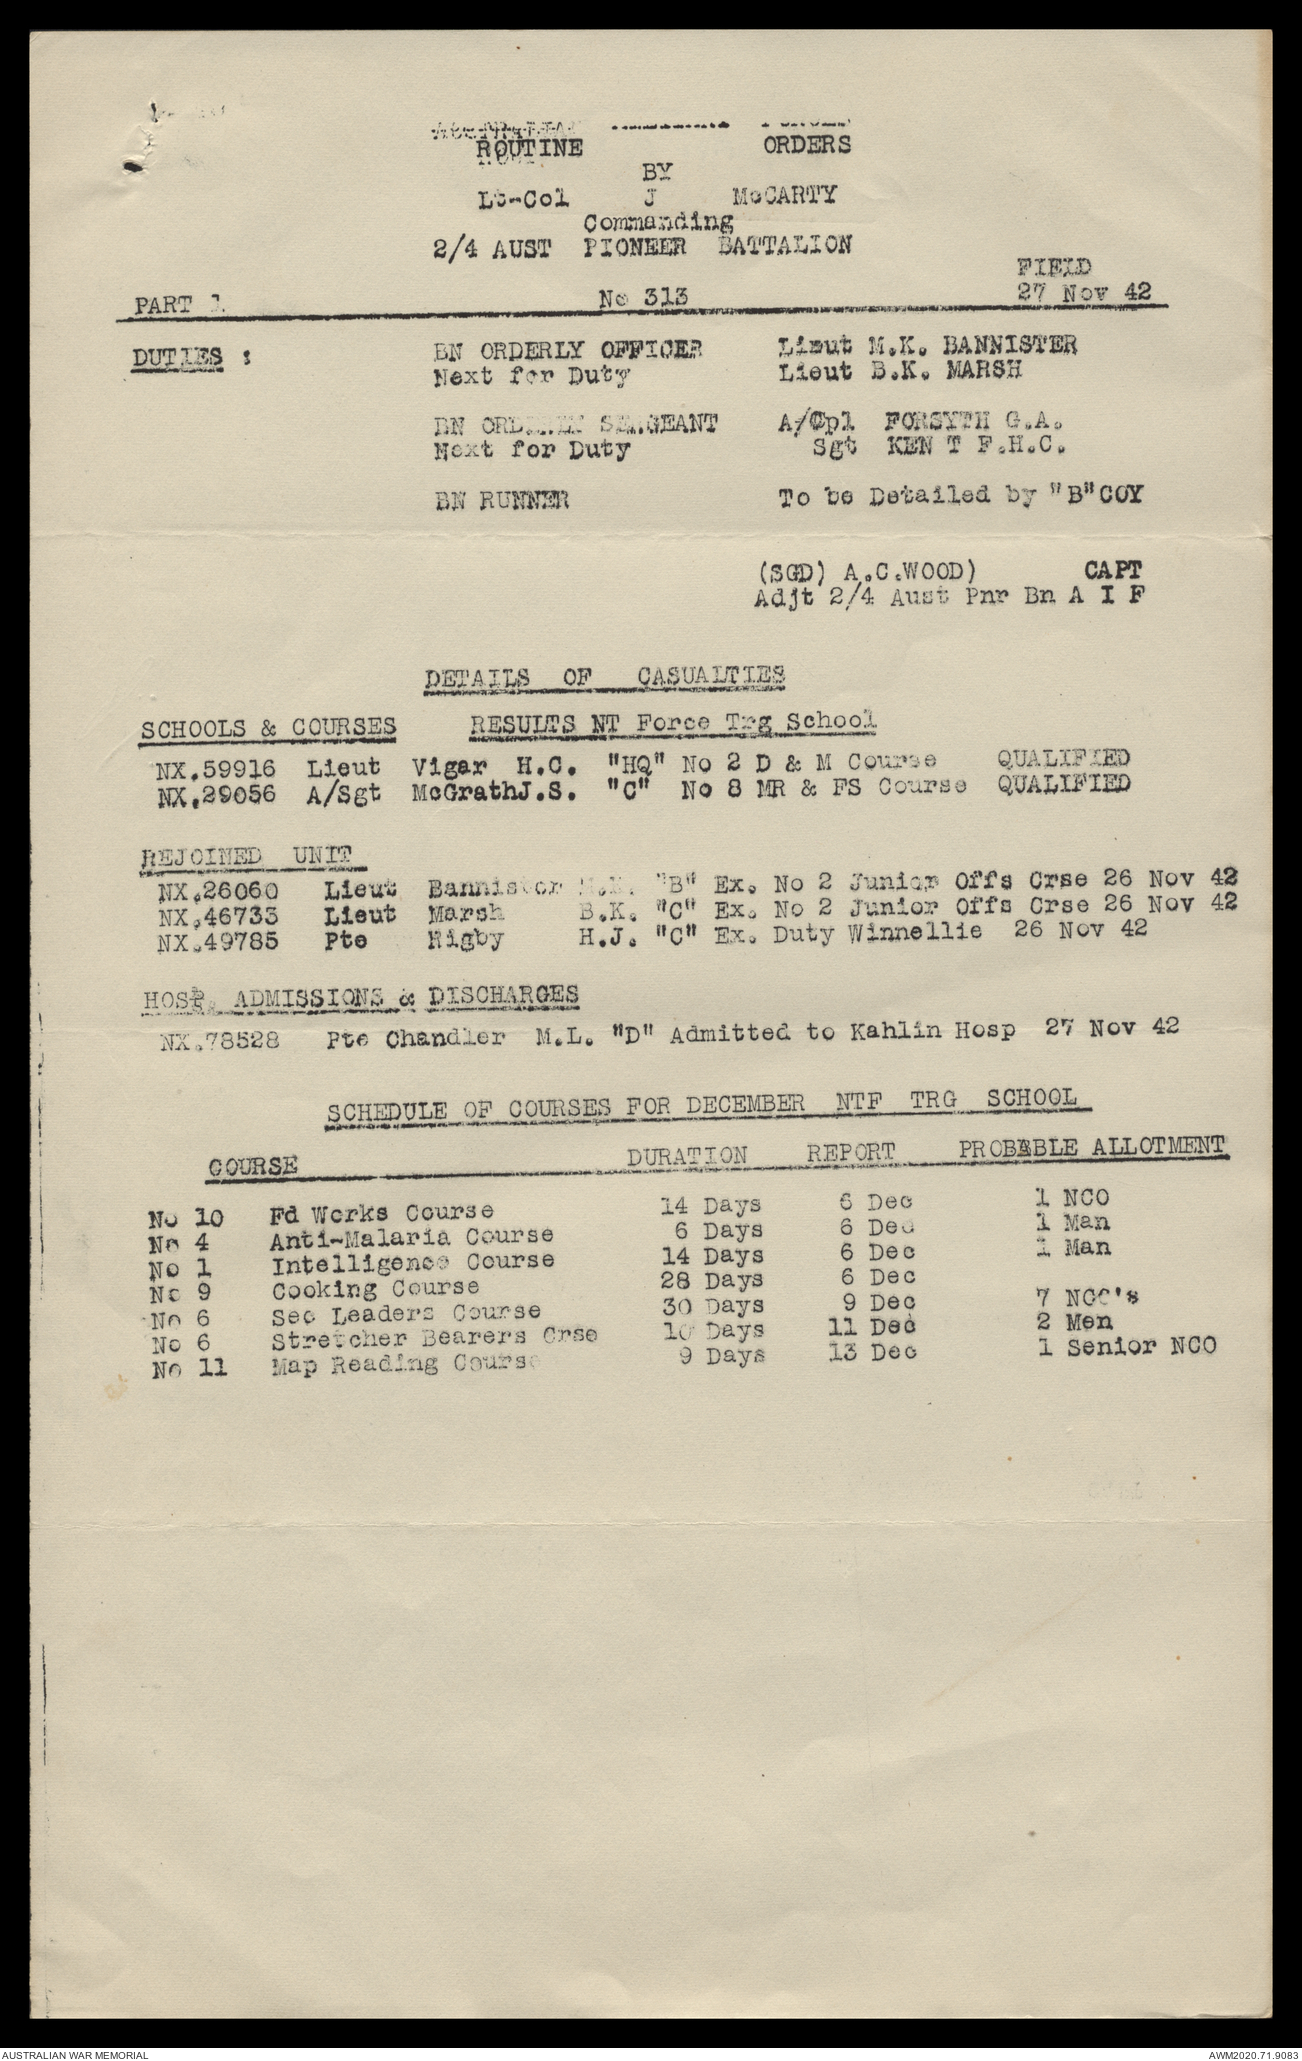 ROUTINE ORDERS
BY
Lt-Col J McCARTY
Commanding
2/4 AUST PIONEER BATTALION
FIELD
PART 1. No 313 27 Nov 42
DUTIES : BN ORDERLY OFFICER Lieut M.K. BANNISTER
Next for Duty Lieut B.K. MARSH
BN ORDERLY SERGEANT A/Cpl FORSYTH G.A.
Next for Duty Sgt KEN T F.H.C.
BN RUNNER To be Detailed by "B"COY
(SGD) A.C.WOOD) CAPT
Adjt 2/4 Aust Pnr Bn A I F
DETAILS OF CASUALTIES
SCHOOLS & COURSES RESULTS NT Force Trg School
NX.59916 Lieut Vigar H.C. "HQ" No 2 D & M Course QUALIFIED
NX.29056 A/Sgt McGrathJ.S. "C" No 8 MR & FS Course QUALIFIED
REJOINED UNIT
NX.26060 Lieut Bannister M.K. "B" Ex. No 2 Junior Offs Crse 26 Nov 42
NX.46733 Lieut Marsh B.K. "C" Ex. No 2 Junior Offs Crse 26 Nov 42
NX.49785 Pte Rigby H.J. "C" Ex. Duty Winnellie 26 Nov 42
HOSP. ADMISSIONS & DISCHARGES
NX.78528 Pte Chandler M.L. "D" Admitted to Kahlin Hosp 27 Nov 42
SCHEDULE OF COURSES FOR DECEMBER NTF TRG SCHOOL
COURSE DURATION REPORT PROBABLE ALLOTMENT
No 10 Fd Works Course 14 Days 6 Dec 1 NCO
No 4 Anti-Malaria Course 6 Days 6 Dec 1 Man
No 1 Intelligence Course 14 Days 6 Dec 1 Man
No 9 Cooking Course 28 Days 6 Dec
No 6 Sec Leaders Course 30 Days 9 Dec 7 NCO's
No 6 Stretcher Bearers Crse 10 Days 11 Dec 2 Men
No 11 Map Reading Course 9 Days 13 Dec 1 Senior NCO
AUSTRALIAN WAR MEMORIAL AWM2020.71.9083